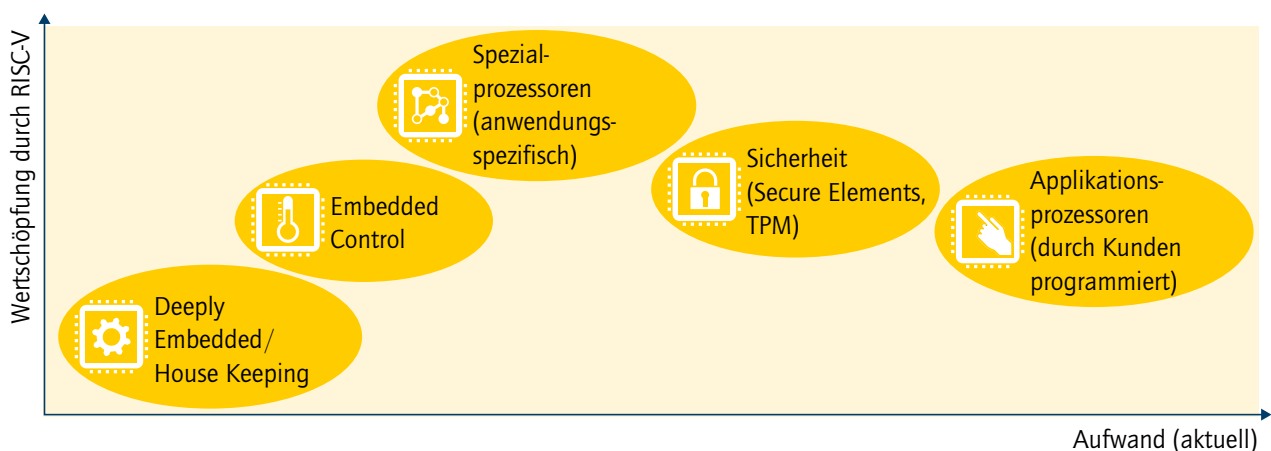 Wertschöpfung durch RISC-V
Spezial-
prozessoren
(anwendungs-
spezifisch)
Sicherheit
(Secure Elements,
TPM)
Applikations-
prozessoren
(durch Kunden
programmiert)
Embedded
Control
Deeply
Embedded/
House Keeping
Aufwand (aktuell)